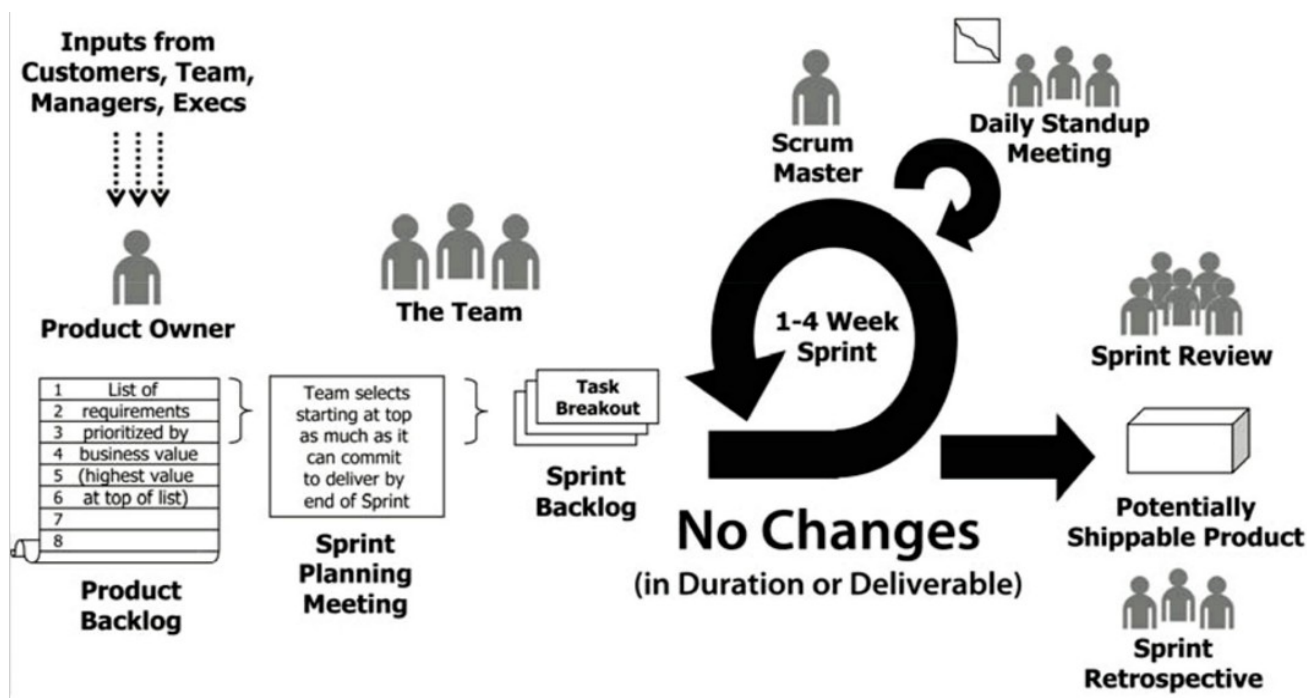 Inputs from
Customers, Team,
Managers, Execs
Product Owner
The Team
Scrum
Master
Daily Standup
Meeting
1-4 Week
Sprint
Sprint Review
1 List of
2 requirements
3 prioritized by
4 business value
5 (highest value
6 at top of list)
7
8
Product
Backlog
Team selects
starting at top
as much as it
can commit
to deliver by
end of Sprint
Sprint
Planning
Meeting
Task
Breakout
Sprint
Backlog
No Changes
(in Duration or Deliverable)
Potentially
Shippable Product
Sprint
Retrospective